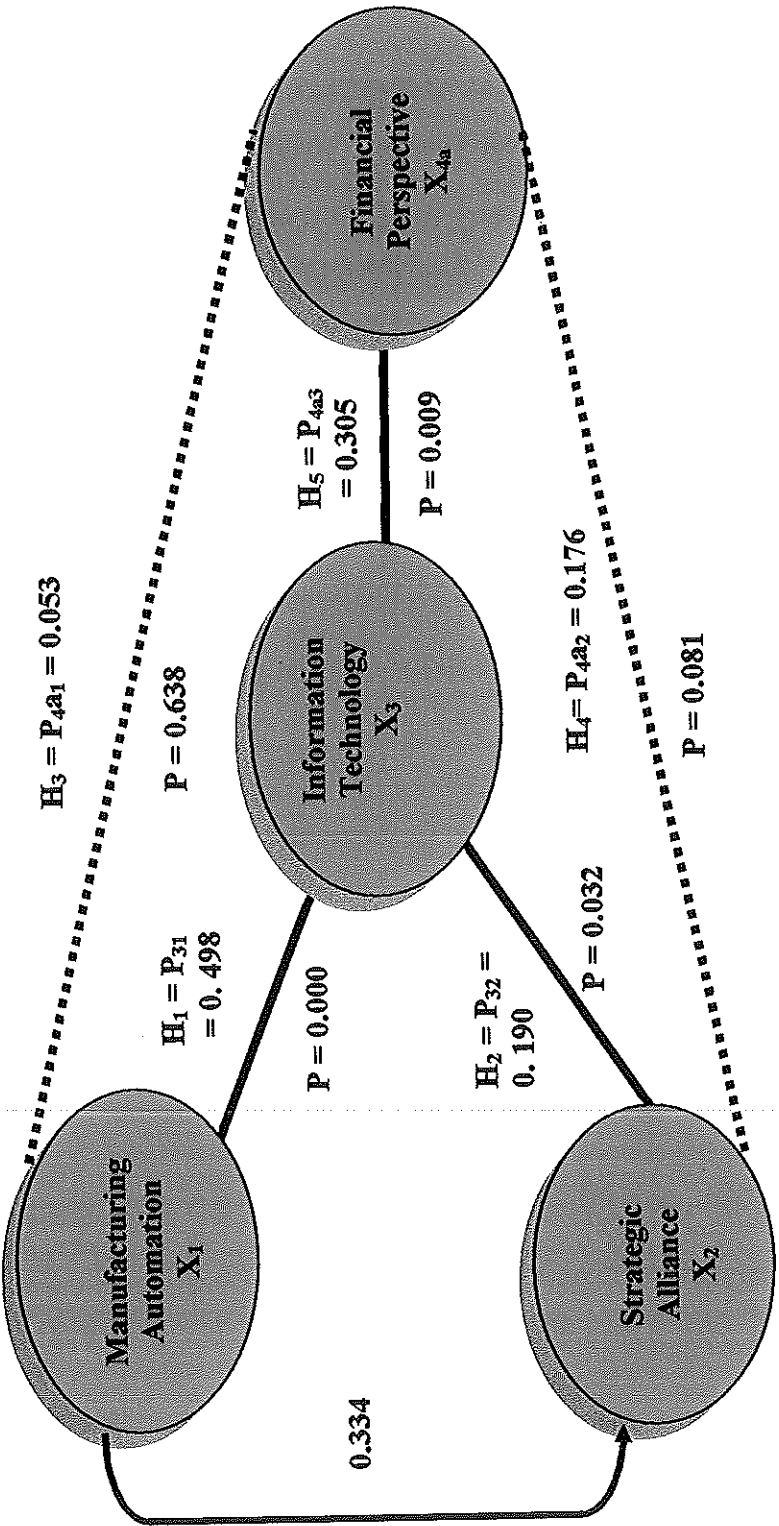 Manufacturing
Automation
X₁
0.334
Strategic
Alliance
X₂
H₁ = P₃₁
= 0. 498
P = 0.000
H₂ = P₃₂ =
0. 190
P = 0.032
H₃ = P₄a₁ = 0.053
P = 0.638
Information
Technology
X₃
H₄= P₄a₂ = 0.176
P = 0.081
H₅ = P₄ₐ₃
= 0.305
P = 0.009
Financial
Perspective
X₄ₐ